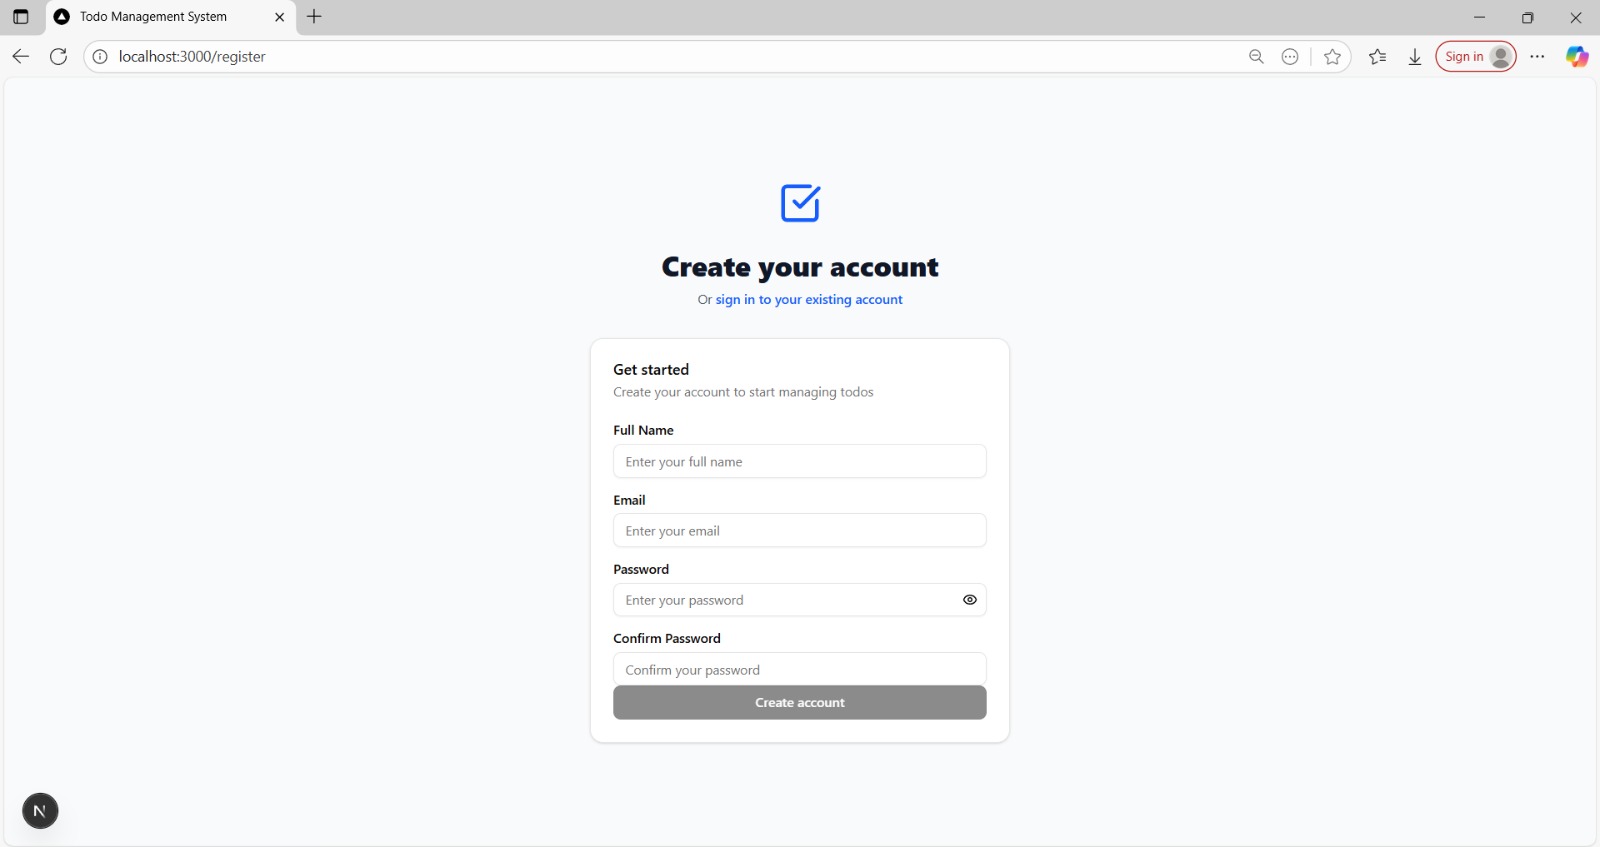 Todo Management System
localhost:3000/register
Sign in
Create your account
Or sign in to your existing account
Get started
Create your account to start managing todos
Full Name
Enter your full name
Email
Enter your email
Password
Enter your password
Confirm Password
Confirm your password
Create account
N